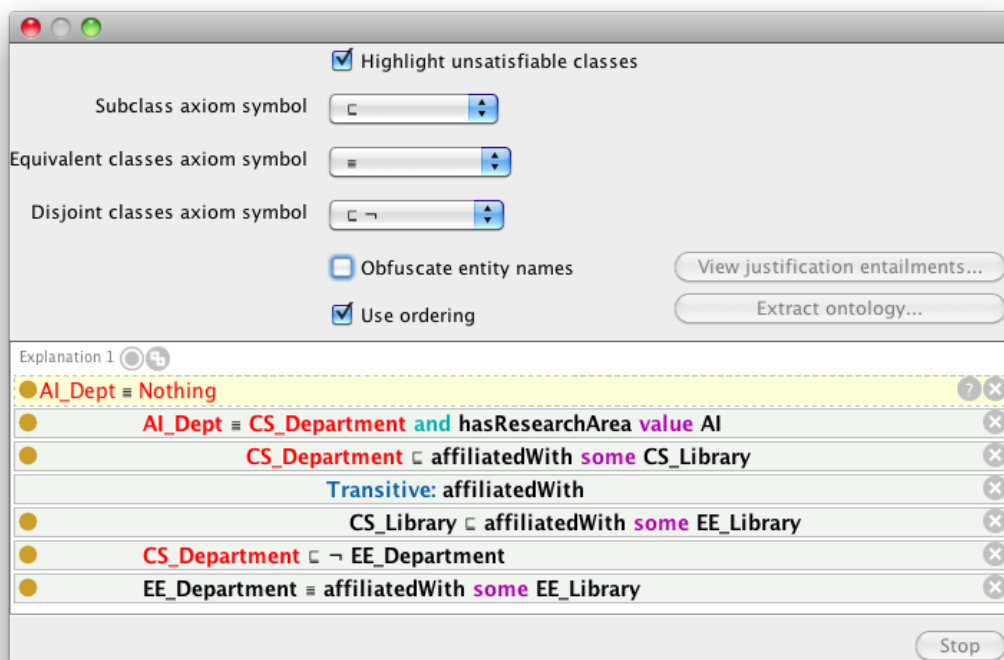 Highlight unsatisfiable classes
Subclass axiom symbol ⊏
Equivalent classes axiom symbol ≡
Disjoint classes axiom symbol ⊏ ¬
Obfuscate entity names View justification entailments...
Use ordering Extract ontology...
Explanation 1
AI_Dept ≡ Nothing ?
AI_Dept ≡ CS_Department and hasResearchArea value AI
CS_Department ⊏ affiliatedWith some CS_Library
Transitive: affiliatedWith
CS_Library ⊏ affiliatedWith some EE_Library
CS_Department ⊏ ¬ EE_Department
EE_Department ≡ affiliatedWith some EE_Library
Stop